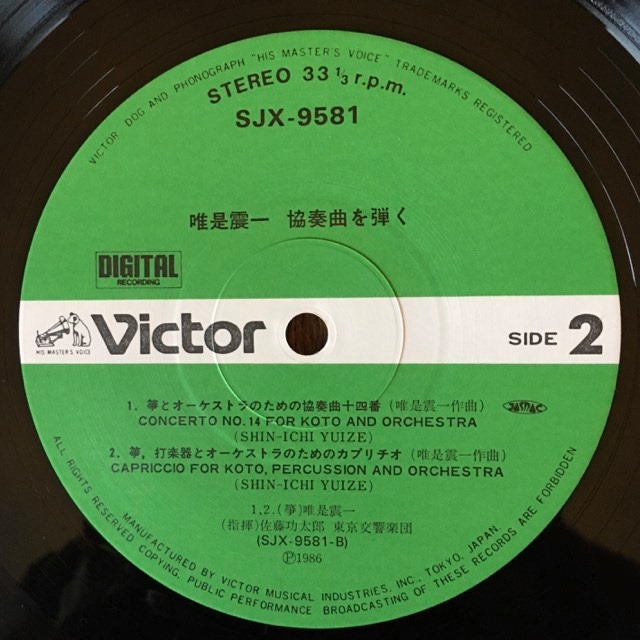 VICTOR DOG AND PHONOGRAPH "HIS MASTER'S VOICE" TRADEMARKS REGISTERED
STEREO 33 1/3 r.p.m.
SJX-9581
唯是震一 協奏曲を弾く
DIGITAL
RECORDING
HIS MASTER'S VOICE
Victor
SIDE 2
1. 箏とオーケストラのための協奏曲十四番 (唯是震一作曲)
CONCERTO NO.14 FOR KOTO AND ORCHESTRA
(SHIN-ICHI YUIZE)
JASRAC
2. 箏, 打楽器とオーケストラのためのカプリチオ (唯是震一作曲)
CAPRICCIO FOR KOTO, PERCUSSION AND ORCHESTRA
(SHIN-ICHI YUIZE)
1,2. (箏) 唯是震一
(指揮) 佐藤功太郎 東京交響楽団
(SJX-9581-B)
Ⓟ1986
MANUFACTURED BY VICTOR MUSICAL INDUSTRIES, INC., TOKYO, JAPAN.
ALL RIGHTS RESERVED COPYING, PUBLIC PERFORMANCE BROADCASTING OF THESE RECORDS ARE FORBIDDEN